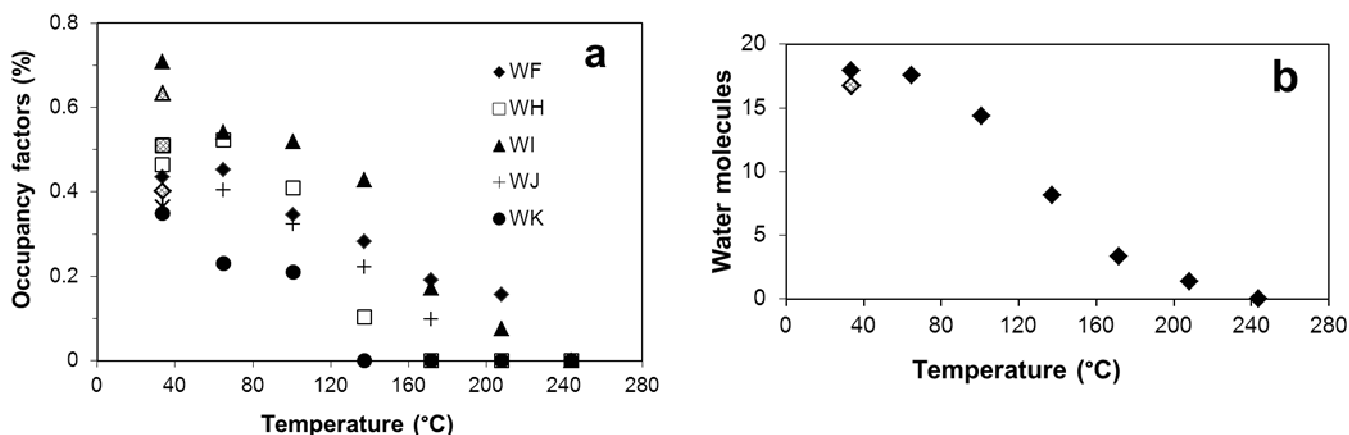 a
Occupancy factors (%)
0.8
0.6
0.4
0.2
0
0 40 80 120 160 200 240 280
Temperature (°C)
WF
WH
WI
WJ
WK
b
Water molecules
20
15
10
5
0
0 40 80 120 160 200 240 280
Temperature (°C)